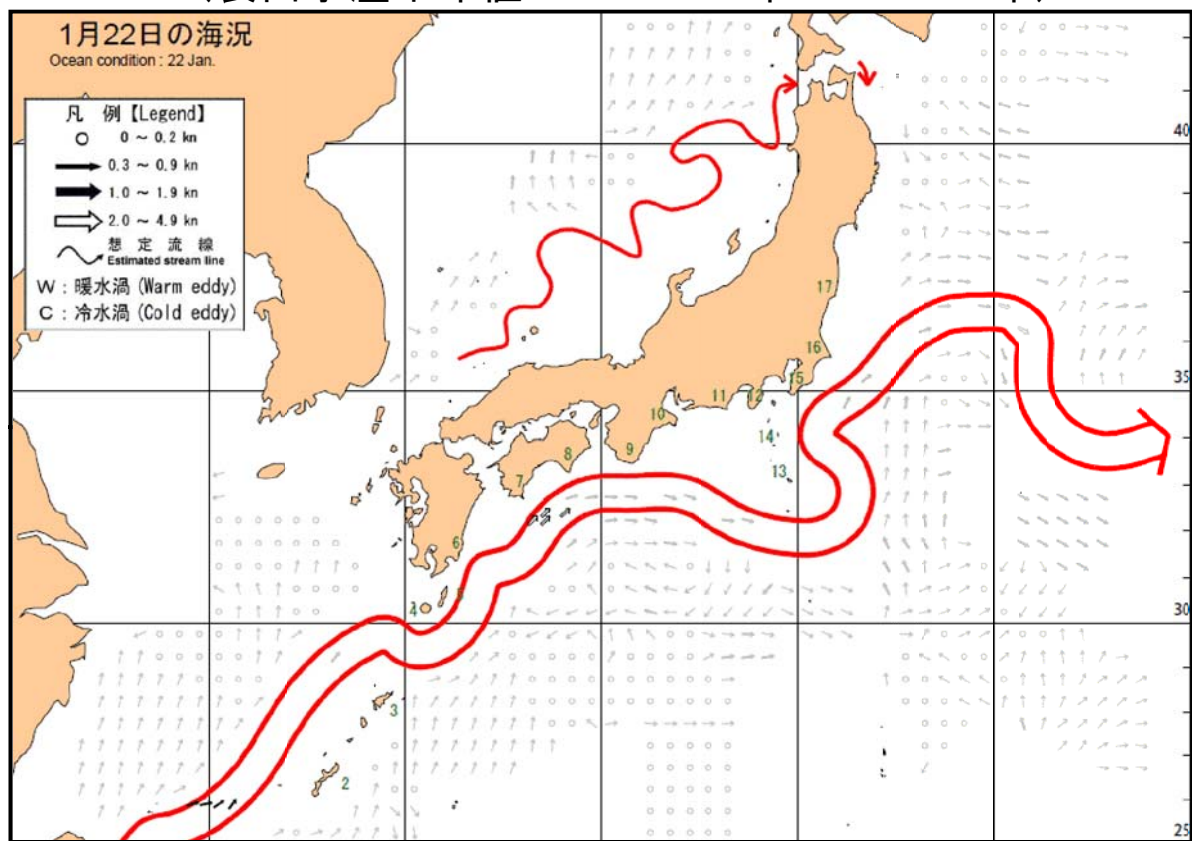 1月22日の海況
Ocean condition : 22 Jan.
凡 例【Legend】
0 ~ 0.2 kn
0.3 ~ 0.9 kn
1.0 ~ 1.9 kn
2.0 ~ 4.9 kn
想 定 流 線
Estimated stream line
W : 暖水渦 (Warm eddy)
C : 冷水渦 (Cold eddy)
40
17
16
35
15
12
11
10
14
9
8
13
7
6
4
30
3
2
25